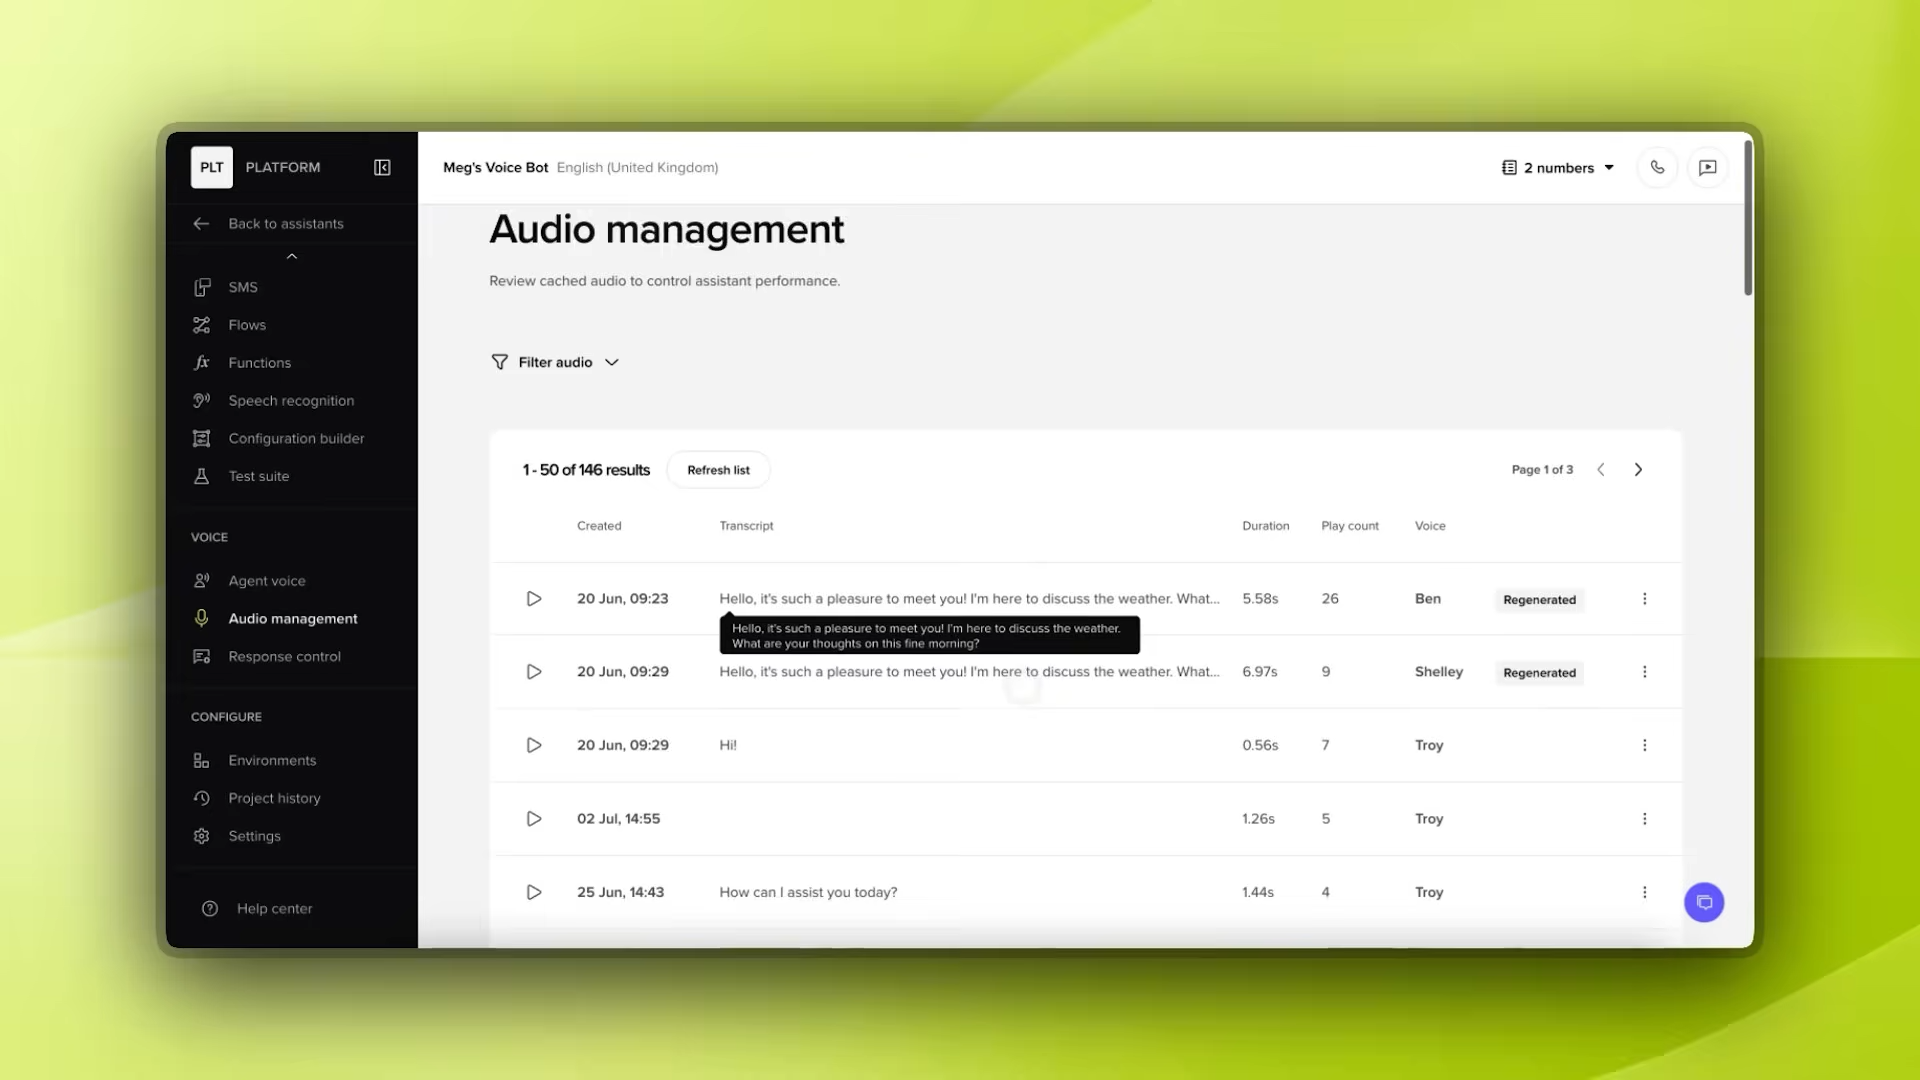 PLT PLATFORM
Back to assistants
SMS
Flows
Functions
Speech recognition
Configuration builder
Test suite
VOICE
Agent voice
Audio management
Response control
CONFIGURE
Environments
Project history
Settings
Help center
Meg's Voice Bot English (United Kingdom)
2 numbers
Audio management
Review cached audio to control assistant performance.
Filter audio
1 - 50 of 146 results Refresh list Page 1 of 3
Created Transcript Duration Play count Voice
20 Jun, 09:23 Hello, it's such a pleasure to meet you! I'm here to discuss the weather. What... 5.58s 26 Ben Regenerated
Hello, it's such a pleasure to meet you! I'm here to discuss the weather.
What are your thoughts on this fine morning?
20 Jun, 09:29 Hello, it's such a pleasure to meet you! I'm here to discuss the weather. What... 6.97s 9 Shelley Regenerated
20 Jun, 09:29 Hi! 0.56s 7 Troy
02 Jul, 14:55 1.26s 5 Troy
25 Jun, 14:43 How can I assist you today? 1.44s 4 Troy